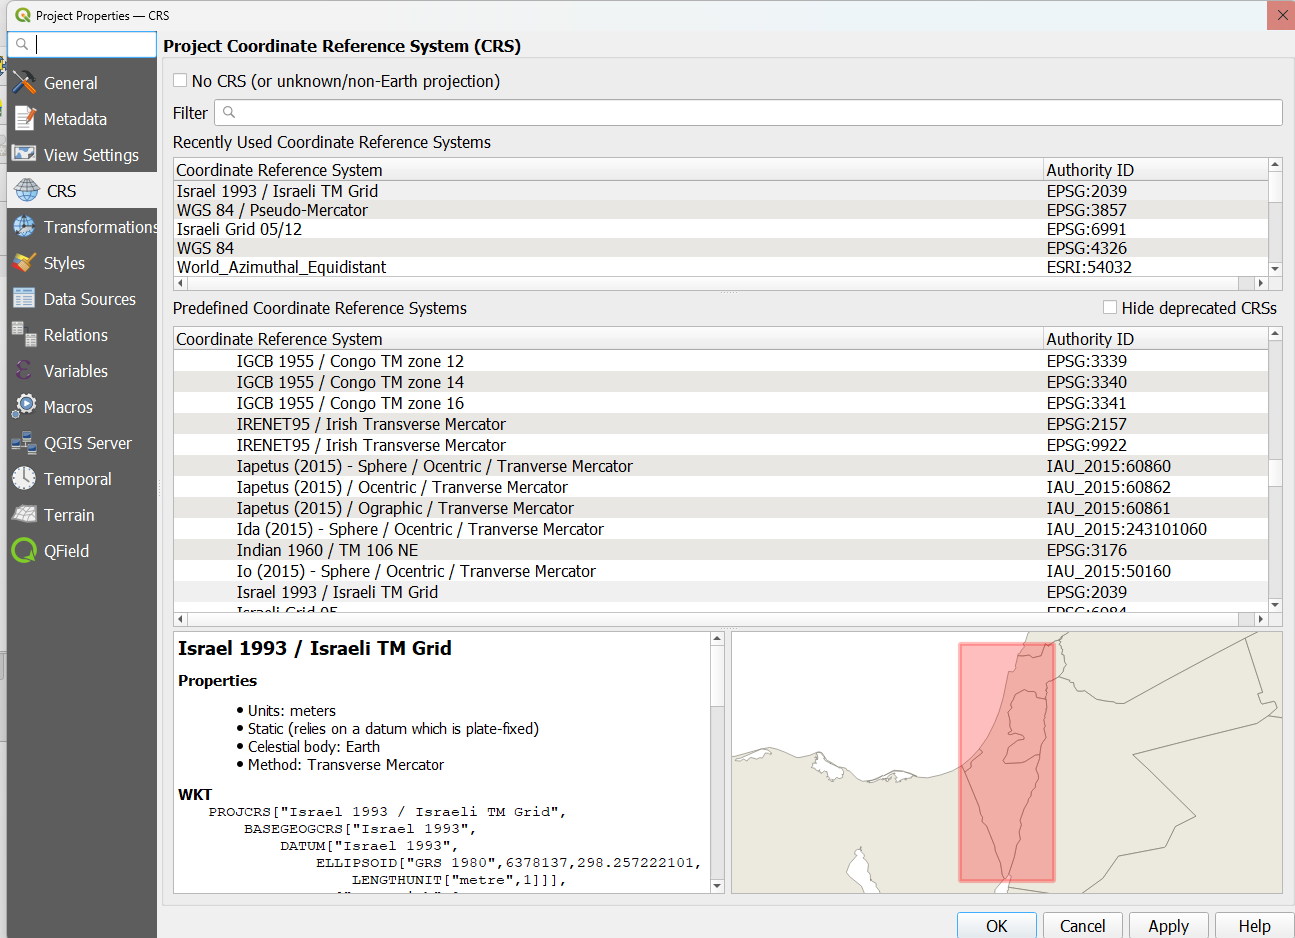 Project Properties — CRS
General
Metadata
View Settings
CRS
Transformations
Styles
Data Sources
Relations
Variables
Macros
QGIS Server
Temporal
Terrain
QField
Project Coordinate Reference System (CRS)
No CRS (or unknown/non-Earth projection)
Filter
Recently Used Coordinate Reference Systems
Coordinate Reference System Authority ID
Israel 1993 / Israeli TM Grid EPSG:2039
WGS 84 / Pseudo-Mercator EPSG:3857
Israeli Grid 05/12 EPSG:6991
WGS 84 EPSG:4326
World_Azimuthal_Equidistant ESRI:54032
Predefined Coordinate Reference Systems Hide deprecated CRSs
Coordinate Reference System Authority ID
IGCB 1955 / Congo TM zone 12 EPSG:3339
IGCB 1955 / Congo TM zone 14 EPSG:3340
IGCB 1955 / Congo TM zone 16 EPSG:3341
IRENET95 / Irish Transverse Mercator EPSG:2157
IRENET95 / Irish Transverse Mercator EPSG:9922
Iapetus (2015) - Sphere / Ocentric / Tranverse Mercator IAU_2015:60860
Iapetus (2015) / Ocentric / Tranverse Mercator IAU_2015:60862
Iapetus (2015) / Ographic / Tranverse Mercator IAU_2015:60861
Ida (2015) - Sphere / Ocentric / Tranverse Mercator IAU_2015:243101060
Indian 1960 / TM 106 NE EPSG:3176
Io (2015) - Sphere / Ocentric / Tranverse Mercator IAU_2015:50160
Israel 1993 / Israeli TM Grid EPSG:2039
Israeli Grid 05 EPSG:6984
Israel 1993 / Israeli TM Grid
Properties
• Units: meters
• Static (relies on a datum which is plate-fixed)
• Celestial body: Earth
• Method: Transverse Mercator
WKT
PROJCRS["Israel 1993 / Israeli TM Grid",
BASEGEOGCRS["Israel 1993",
DATUM["Israel 1993",
ELLIPSOID["GRS 1980",6378137,298.257222101,
LENGTHUNIT["metre",1]]],
OK Cancel Apply Help